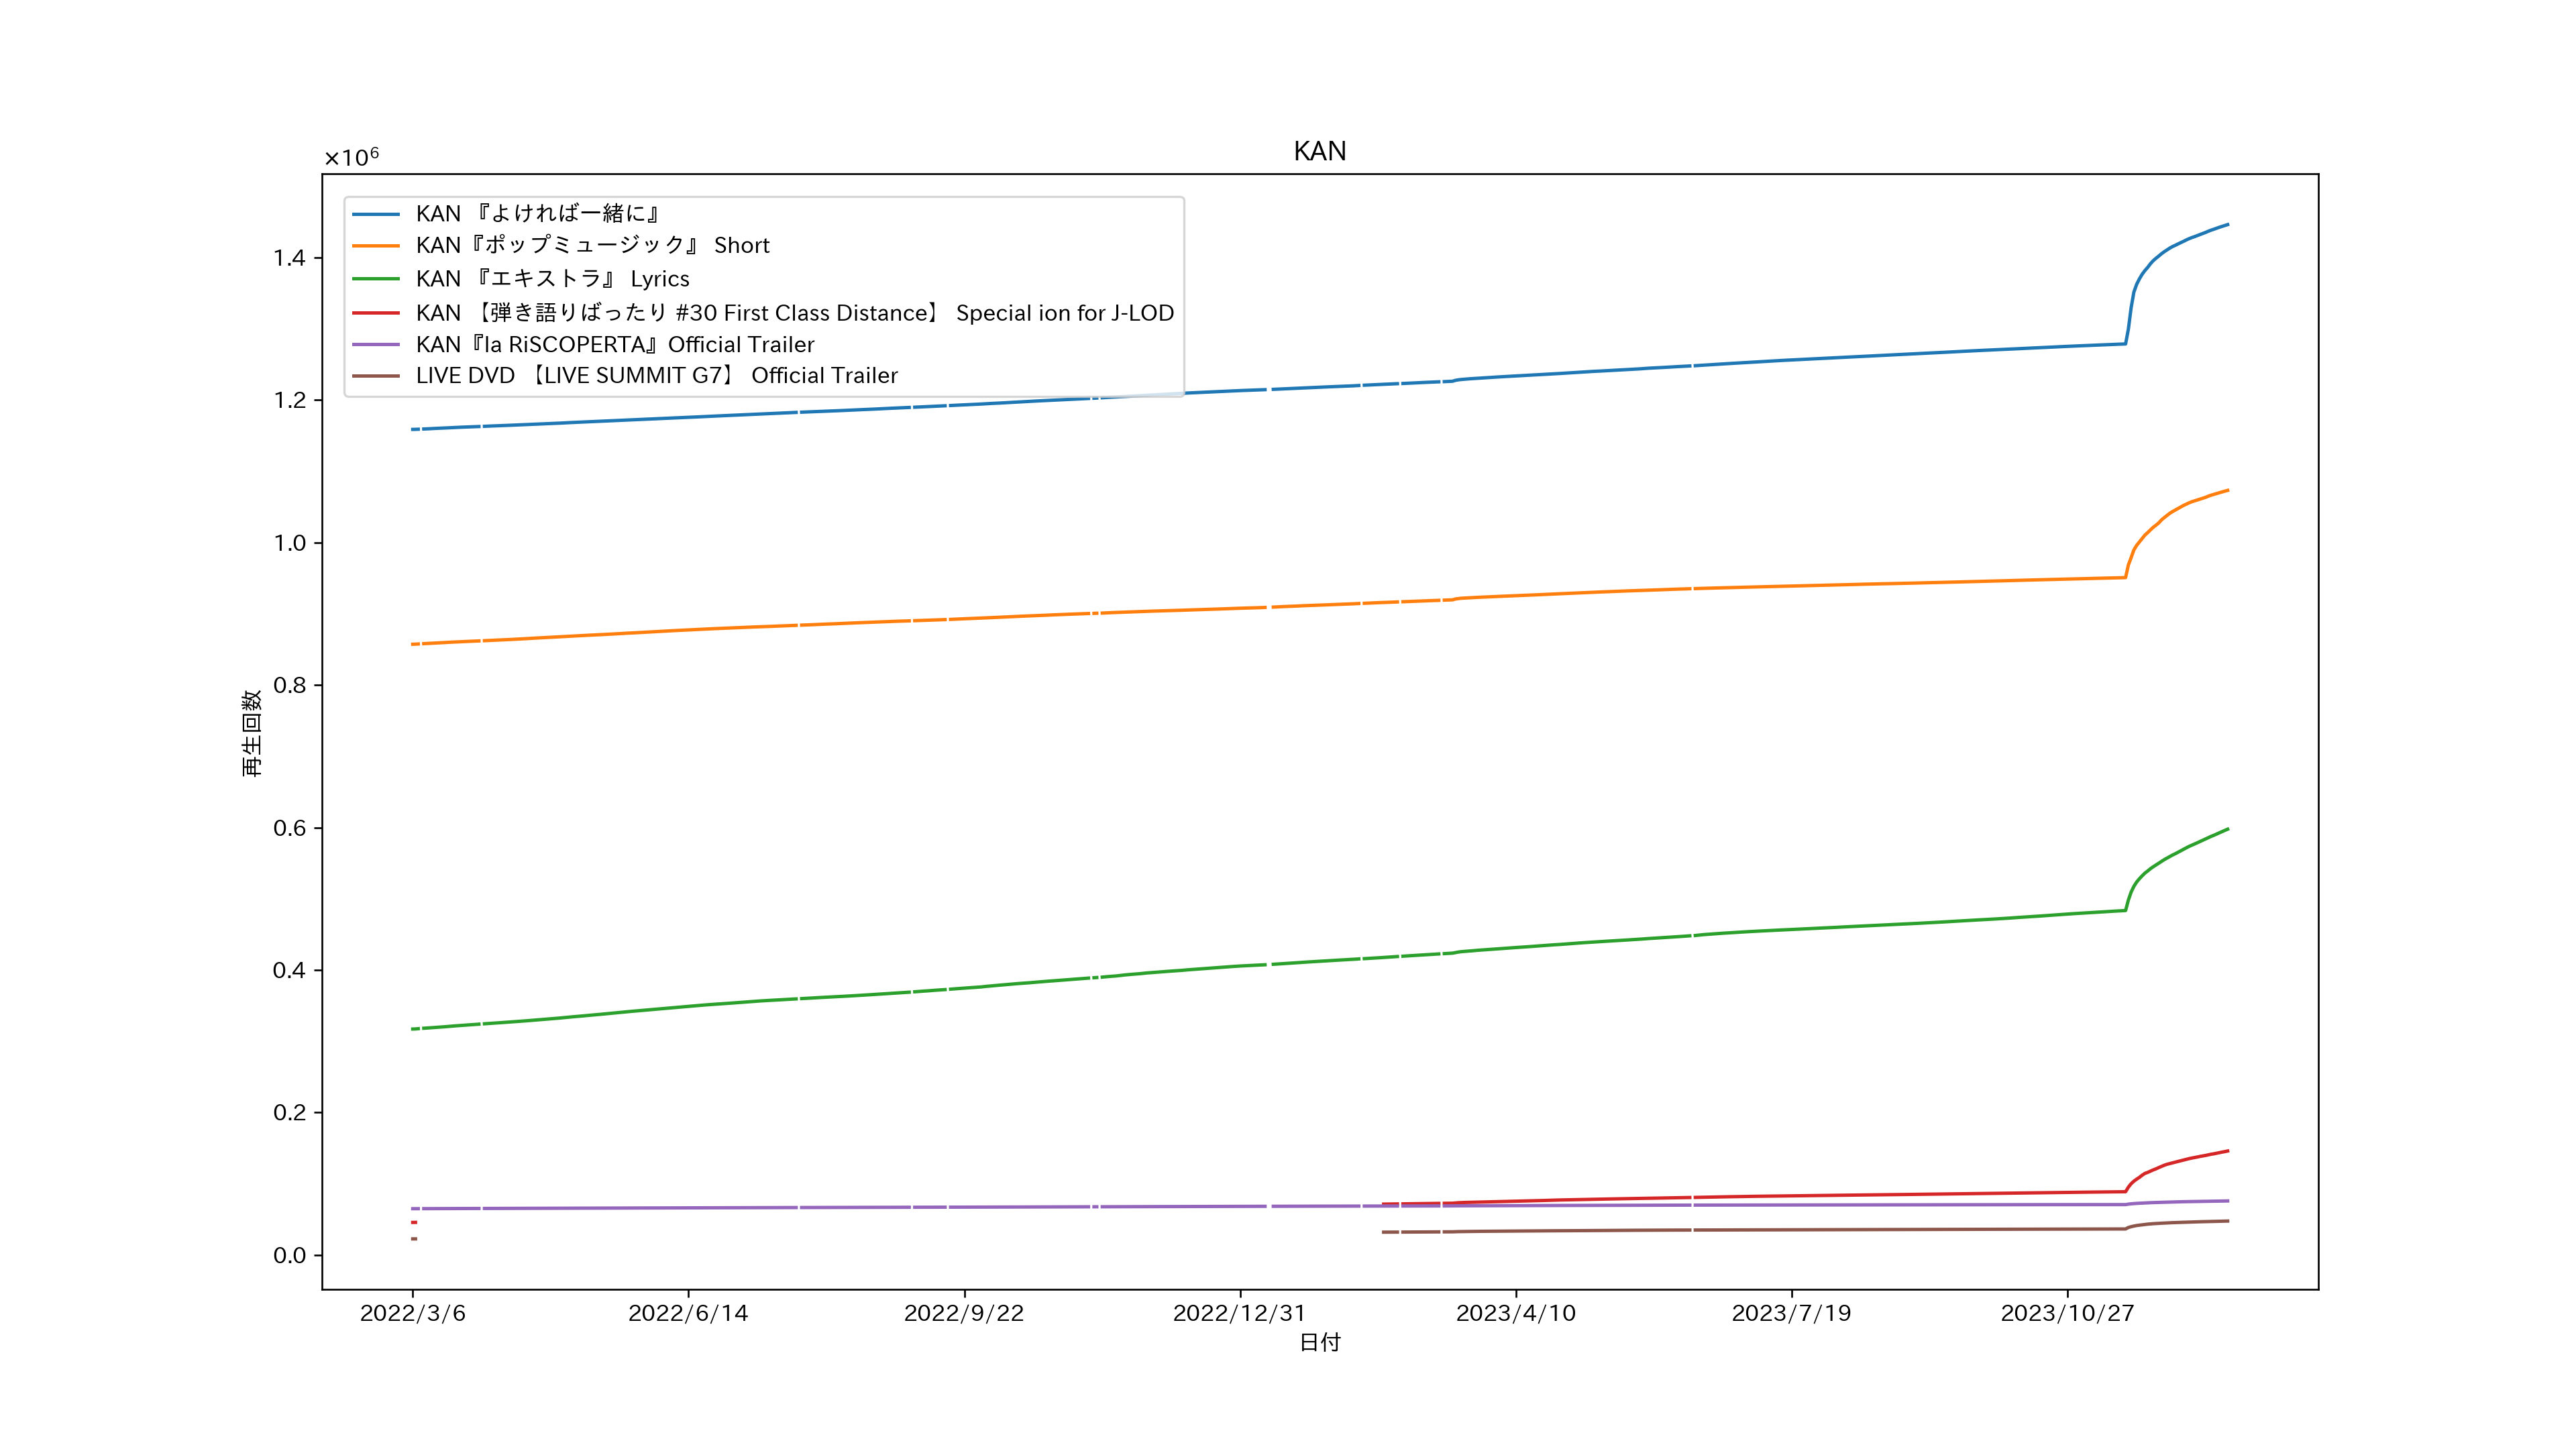 KAN
×10⁶
KAN 『よければ一緒に』
KAN『ポップミュージック』 Short
KAN 『エキストラ』 Lyrics
KAN 【弾き語りばったり #30 First Class Distance】 Special ion for J-LOD
KAN『la RiSCOPERTA』Official Trailer
LIVE DVD 【LIVE SUMMIT G7】 Official Trailer
1.4
1.2
1.0
0.8
0.6
0.4
0.2
0.0
再生回数
2022/3/6
2022/6/14
2022/9/22
2022/12/31
2023/4/10
2023/7/19
2023/10/27
日付